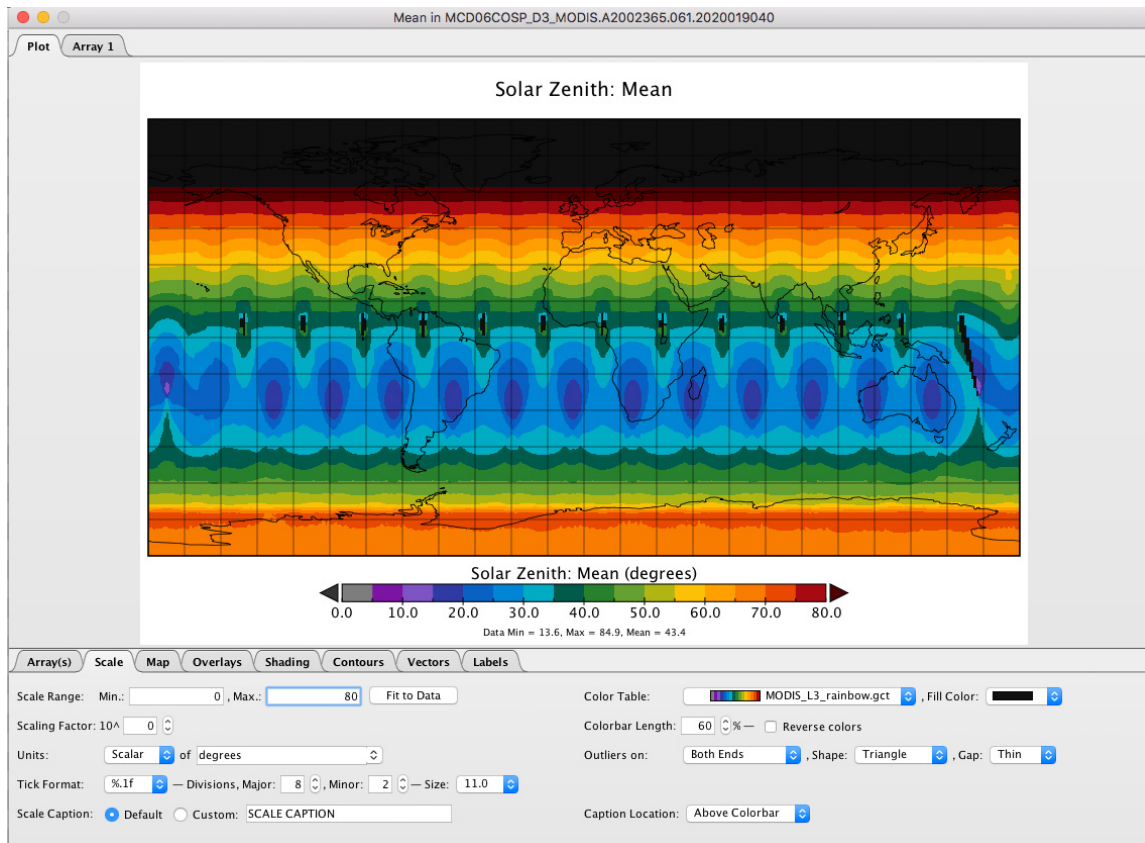 Mean in MCD06COSP_D3_MODIS.A2002365.061.2020019040
Plot Array 1
Solar Zenith: Mean
Solar Zenith: Mean (degrees)
0.0 10.0 20.0 30.0 40.0 50.0 60.0 70.0 80.0
Data Min = 13.6, Max = 84.9, Mean = 43.4
Array(s) Scale Map Overlays Shading Contours Vectors Labels
Scale Range: Min.: 0 , Max.: 80 Fit to Data Color Table: MODIS_L3_rainbow.gct , Fill Color:
Scaling Factor: 10^ 0 Colorbar Length: 60 % — Reverse colors
Units: Scalar of degrees Outliers on: Both Ends , Shape: Triangle , Gap: Thin
Tick Format: %.1f — Divisions, Major: 8 , Minor: 2 — Size: 11.0
Scale Caption: Default Custom: SCALE CAPTION Caption Location: Above Colorbar